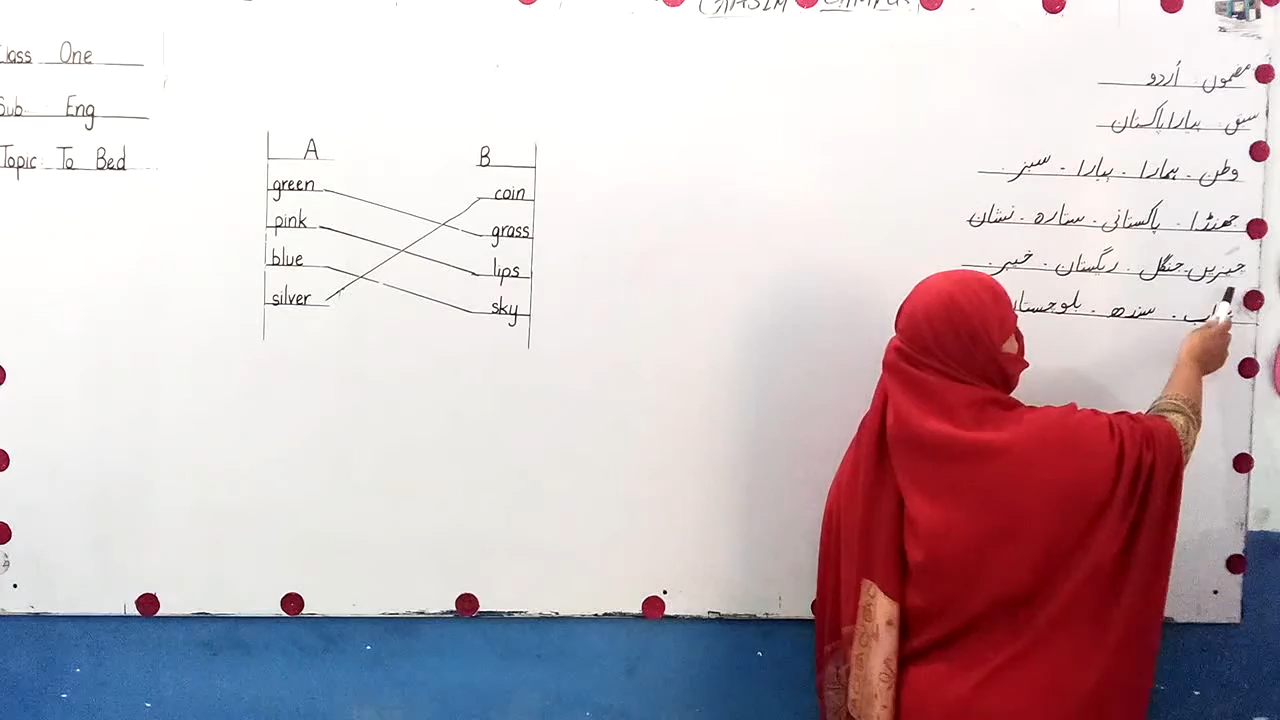 Class One
Sub. Eng
Topic: To Bed
A B
green coin
pink grass
blue lips
silver sky
مضمون اُردو
سبق: پیارا پاکستان
وطن - ہمارا - پیارا - سبز
جھنڈا - پاکستانی - ستارہ - نشان
جنگل - ریگستان
سندھ - بلوچستان